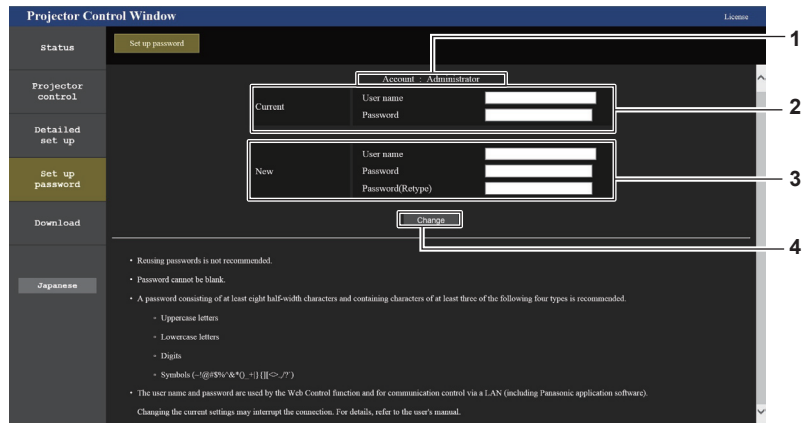 Projector Control Window
License
1
Status
Set up password
Projector
control
Account : Administrator
Current
User name
Password
2
Detailed
set up
Set up
password
New
User name
Password
Password(Retype)
3
Download
Change
4
Japanese
• Reusing passwords is not recommended.
• Password cannot be blank.
• A password consisting of at least eight half-width characters and containing characters of at least three of the following four types is recommended.
- Uppercase letters
- Lowercase letters
- Digits
- Symbols (~!@#$%^&*()_+|}{][<>.,/?`)
• The user name and password are used by the Web Control function and for communication control via a LAN (including Panasonic application software).
Changing the current settings may interrupt the connection. For details, refer to the user's manual.